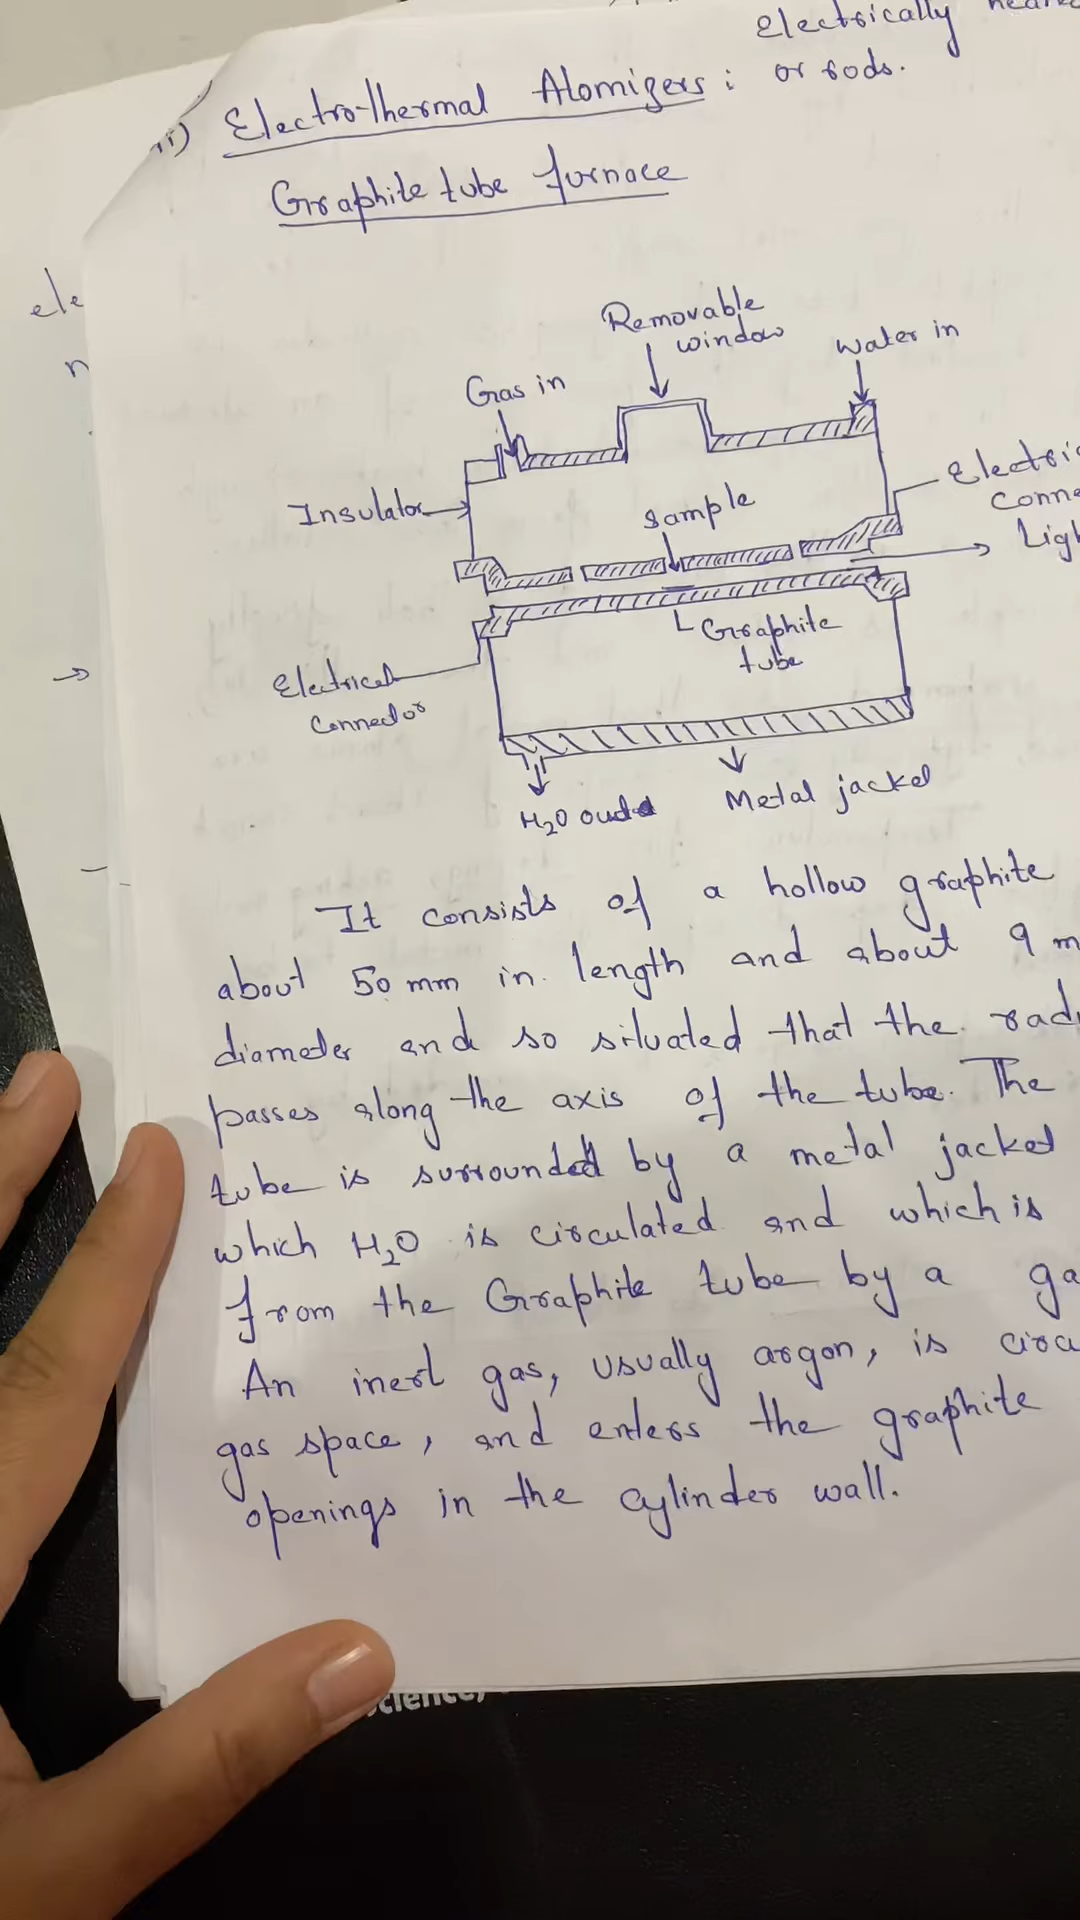 Electrically
ii) Electro-thermal Atomizers : or rods.
Graphite tube furnace
ele
Removable
window
water in
Gas in
Insulator
Sample
Graphite
tube
Electrical
Connector
H2O out
Metal jacket
It consists of a hollow graphite
about 50 mm in length and about 9
diameter and so situated that the
passes along the axis of the tube. The
tube is surrounded by a metal jacket
which H2O is circulated and which is
from the Graphite tube by a
An inert gas, usually argon, is
gas space, and enters the graphite
openings in the cylinder wall.